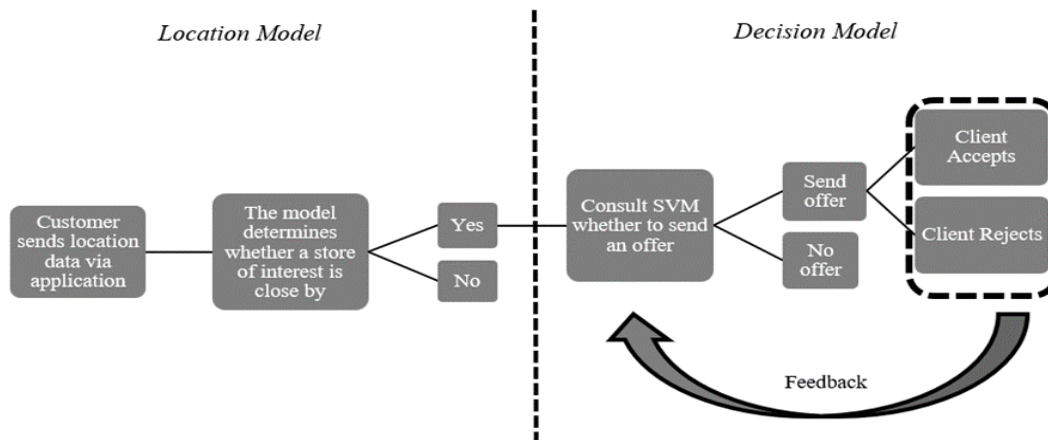 Location Model
Decision Model
Customer
sends location
data via
application
The model
determines
whether a store
of interest is
close by
Yes
No
Consult SVM
whether to send
an offer
Send
offer
No
offer
Client
Accepts
Client Rejects
Feedback